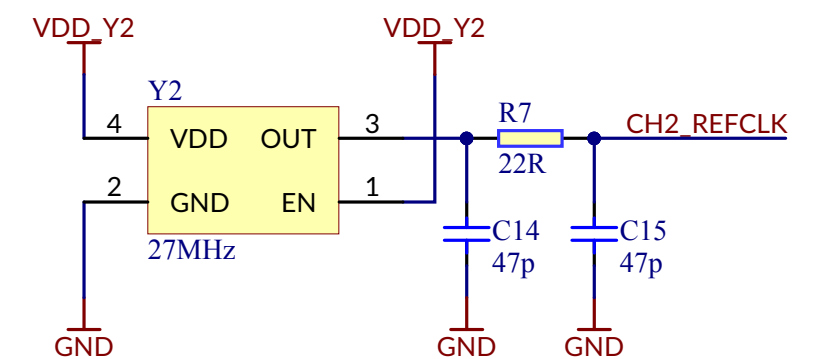 VDD_Y2
VDD_Y2
Y2
4
VDD
OUT
3
R7
CH2_REFCLK
22R
2
GND
EN
1
27MHz
C14
47p
C15
47p
GND
GND
GND